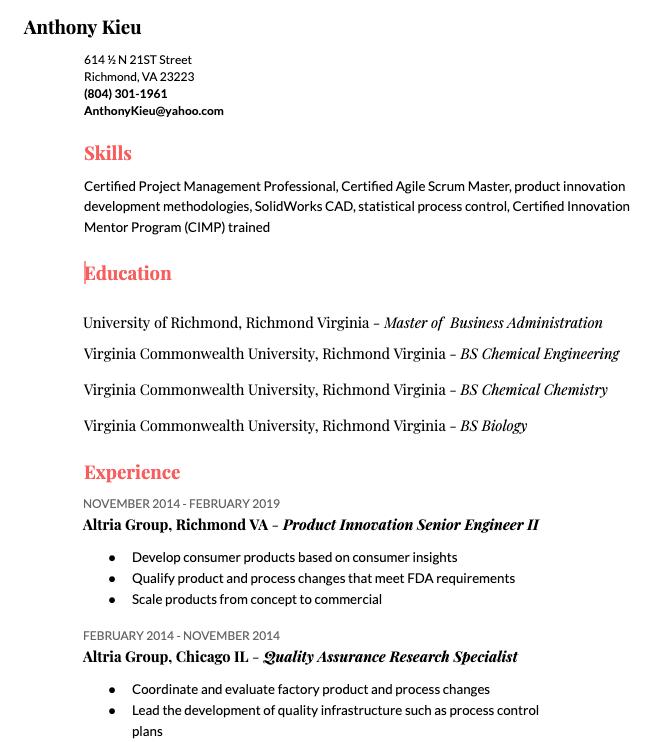 Anthony Kieu
614 ½ N 21ST Street
Richmond, VA 23223
(804) 301-1961
AnthonyKieu@yahoo.com
Skills
Certified Project Management Professional, Certified Agile Scrum Master, product innovation
development methodologies, SolidWorks CAD, statistical process control, Certified Innovation
Mentor Program (CIMP) trained
Education
University of Richmond, Richmond Virginia – Master of  Business Administration
Virginia Commonwealth University, Richmond Virginia – BS Chemical Engineering
Virginia Commonwealth University, Richmond Virginia – BS Chemical Chemistry
Virginia Commonwealth University, Richmond Virginia – BS Biology
Experience
NOVEMBER 2014 - FEBRUARY 2019
Altria Group, Richmond VA – Product Innovation Senior Engineer II
● Develop consumer products based on consumer insights
● Qualify product and process changes that meet FDA requirements
● Scale products from concept to commercial
FEBRUARY 2014 - NOVEMBER 2014
Altria Group, Chicago IL – Quality Assurance Research Specialist
● Coordinate and evaluate factory product and process changes
● Lead the development of quality infrastructure such as process control
plans